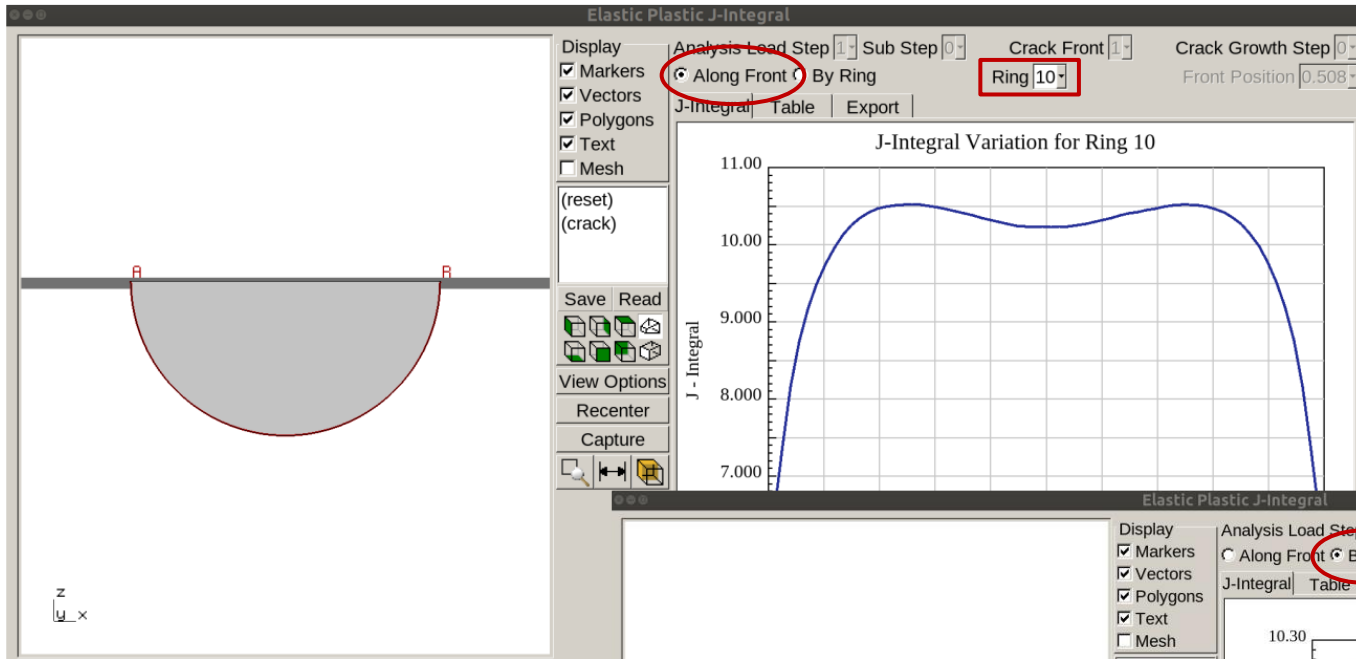 Elastic Plastic J-Integral
Display
Markers
Vectors
Polygons
Text
Mesh
(reset)
(crack)
Save Read
View Options
Recenter
Capture
Analysis Load Step 1 Sub Step 0 Crack Front 1 Crack Growth Step 0
Along Front By Ring Ring 10 Front Position 0.508
J-Integral Table Export
J-Integral Variation for Ring 10
11.00
10.00
9.000
8.000
7.000
J - Integral
A
z
y x
Elastic Plastic J-Integral
Display
Markers
Vectors
Polygons
Text
Mesh
Analysis Load Step
Along Front B
J-Integral Table
10.30